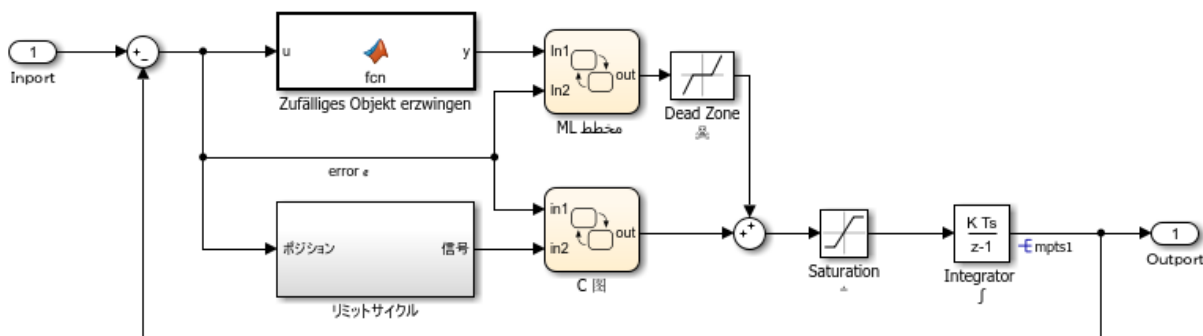 1
Inport
u
fcn
y
Zufälliges Objekt erzwingen
In1
In2
out
ML مخطط
Dead Zone
error e
ポジション
信号
リミットサイクル
in1
in2
out
C 图
Saturation
K Ts
z-1
Integrator
∫
mpts1
1
Outport